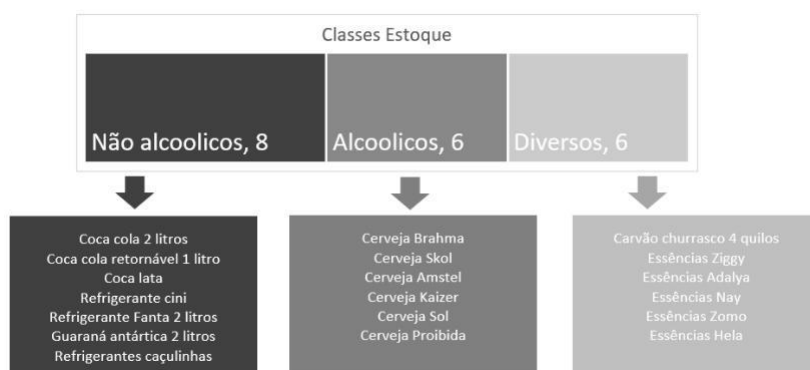 Classes Estoque
Não alcoolicos, 8
Alcoolicos, 6
Diversos, 6
Coca cola 2 litros
Coca cola retornável 1 litro
Coca lata
Refrigerante cini
Refrigerante Fanta 2 litros
Guaraná antártica 2 litros
Refrigerantes caçulinhas
Cerveja Brahma
Cerveja Skol
Cerveja Amstel
Cerveja Kaizer
Cerveja Sol
Cerveja Proibida
Carvão churrasco 4 quilos
Essências Ziggy
Essências Adalya
Essências Nay
Essências Zomo
Essências Hela